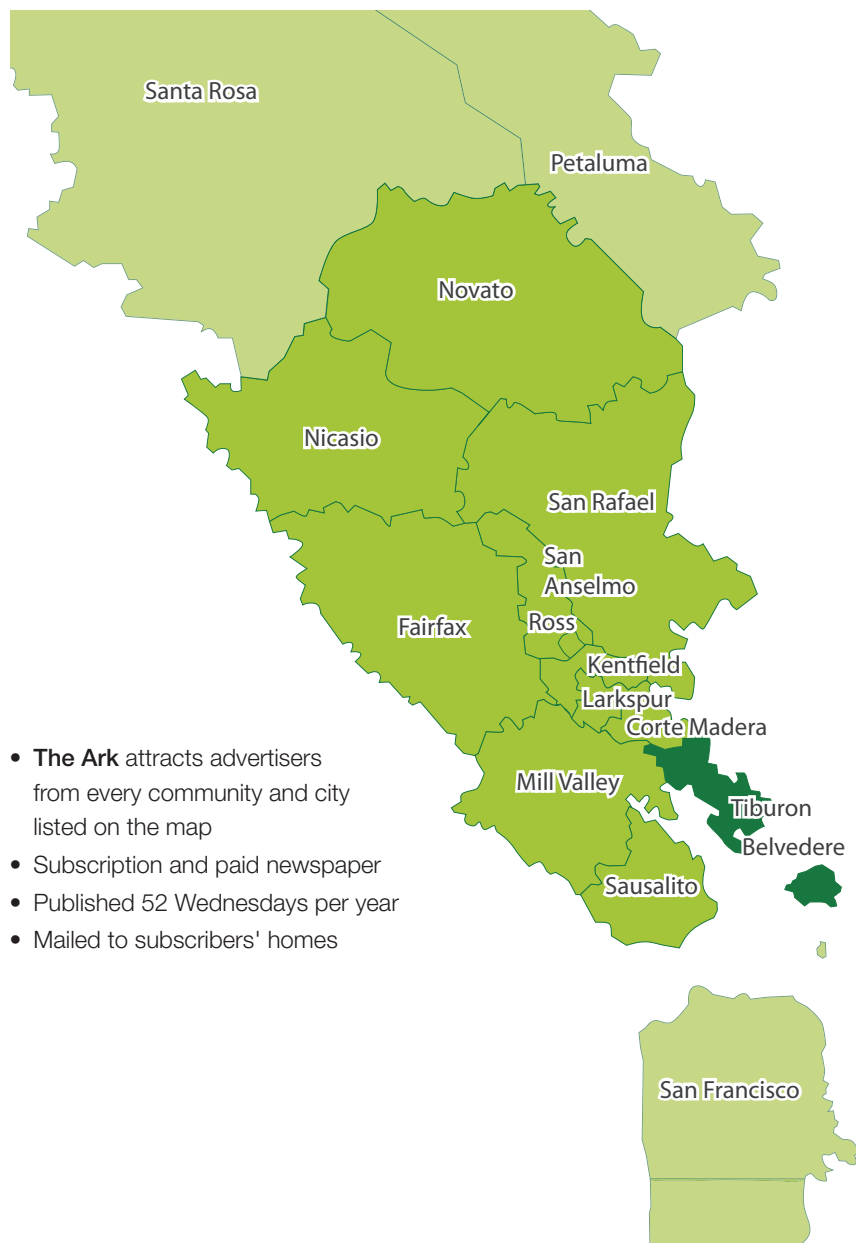 Santa Rosa
Petaluma
Novato
Nicasio
San Rafael
San
Anselmo
Fairfax
Ross
Kentfield
Larkspur
Corte Madera
Mill Valley
Tiburon
Belvedere
Sausalito
• The Ark attracts advertisers
from every community and city
listed on the map
• Subscription and paid newspaper
• Published 52 Wednesdays per year
• Mailed to subscribers' homes
San Francisco